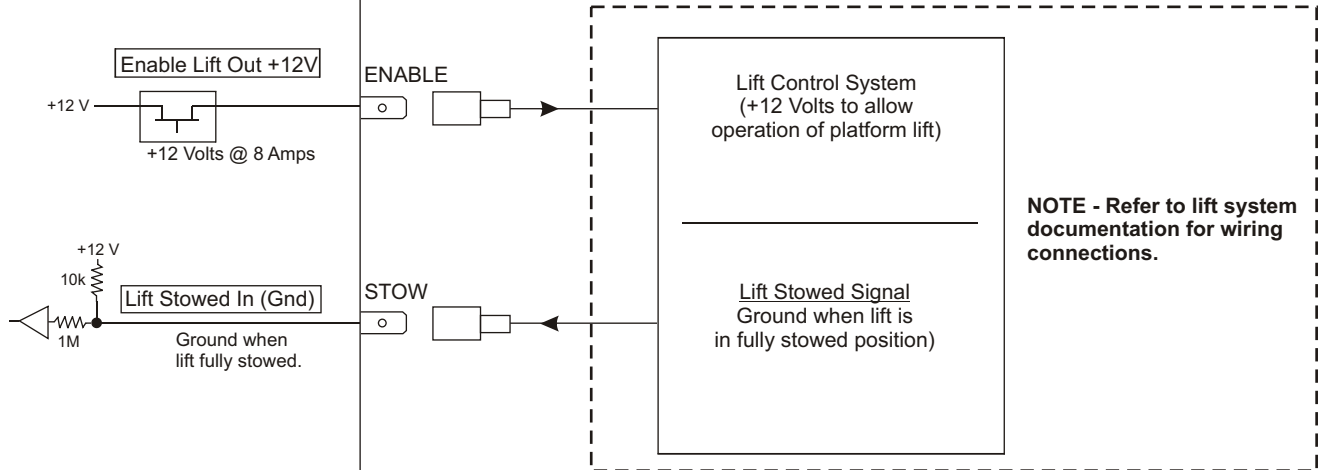 Enable Lift Out +12V
ENABLE
+12 V
+12 Volts @ 8 Amps
Lift Control System
(+12 Volts to allow
operation of platform lift)
NOTE - Refer to lift system
documentation for wiring
connections.
+12 V
10k
Lift Stowed In (Gnd)
STOW
1M
Ground when
lift fully stowed.
Lift Stowed Signal
Ground when lift is
in fully stowed position)